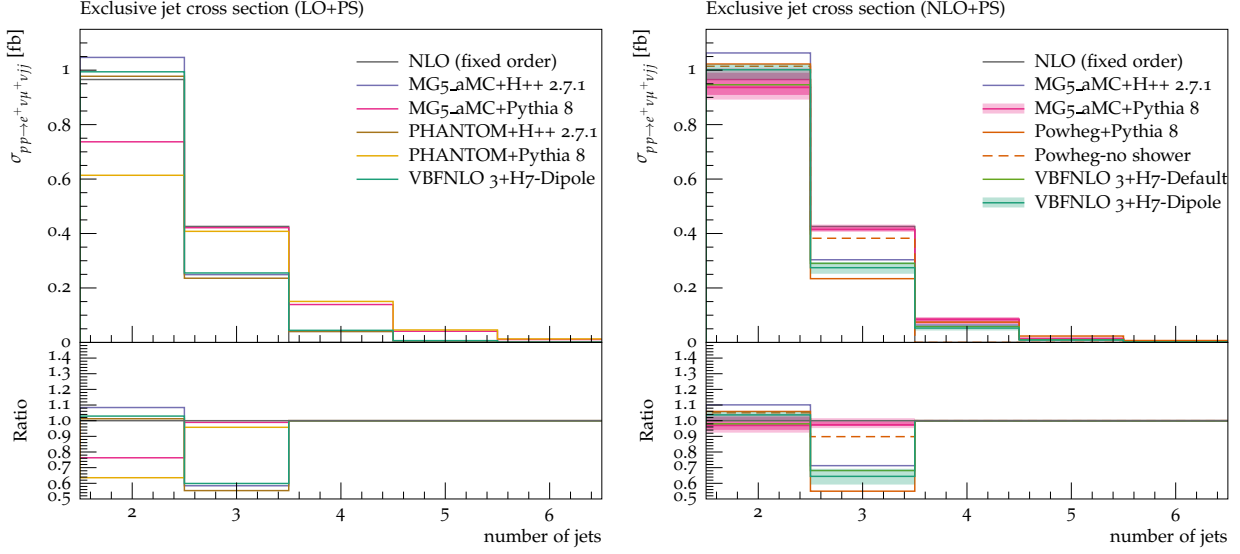 Exclusive jet cross section (LO+PS)
σpp→e+νμ+νjj [fb]
NLO (fixed order)
MG5_aMC+H++ 2.7.1
MG5_aMC+Pythia 8
PHANTOM+H++ 2.7.1
PHANTOM+Pythia 8
VBFNLO 3+H7-Dipole
1
0.8
0.6
0.4
0.2
0
Ratio
1.4
1.3
1.2
1.1
1.0
0.9
0.8
0.7
0.6
0.5
2 3 4 5 6
number of jets
Exclusive jet cross section (NLO+PS)
σpp→e+νμ+νjj [fb]
NLO (fixed order)
MG5_aMC+H++ 2.7.1
MG5_aMC+Pythia 8
Powheg+Pythia 8
Powheg-no shower
VBFNLO 3+H7-Default
VBFNLO 3+H7-Dipole
1
0.8
0.6
0.4
0.2
0
Ratio
1.4
1.3
1.2
1.1
1.0
0.9
0.8
0.7
0.6
0.5
2 3 4 5 6
number of jets